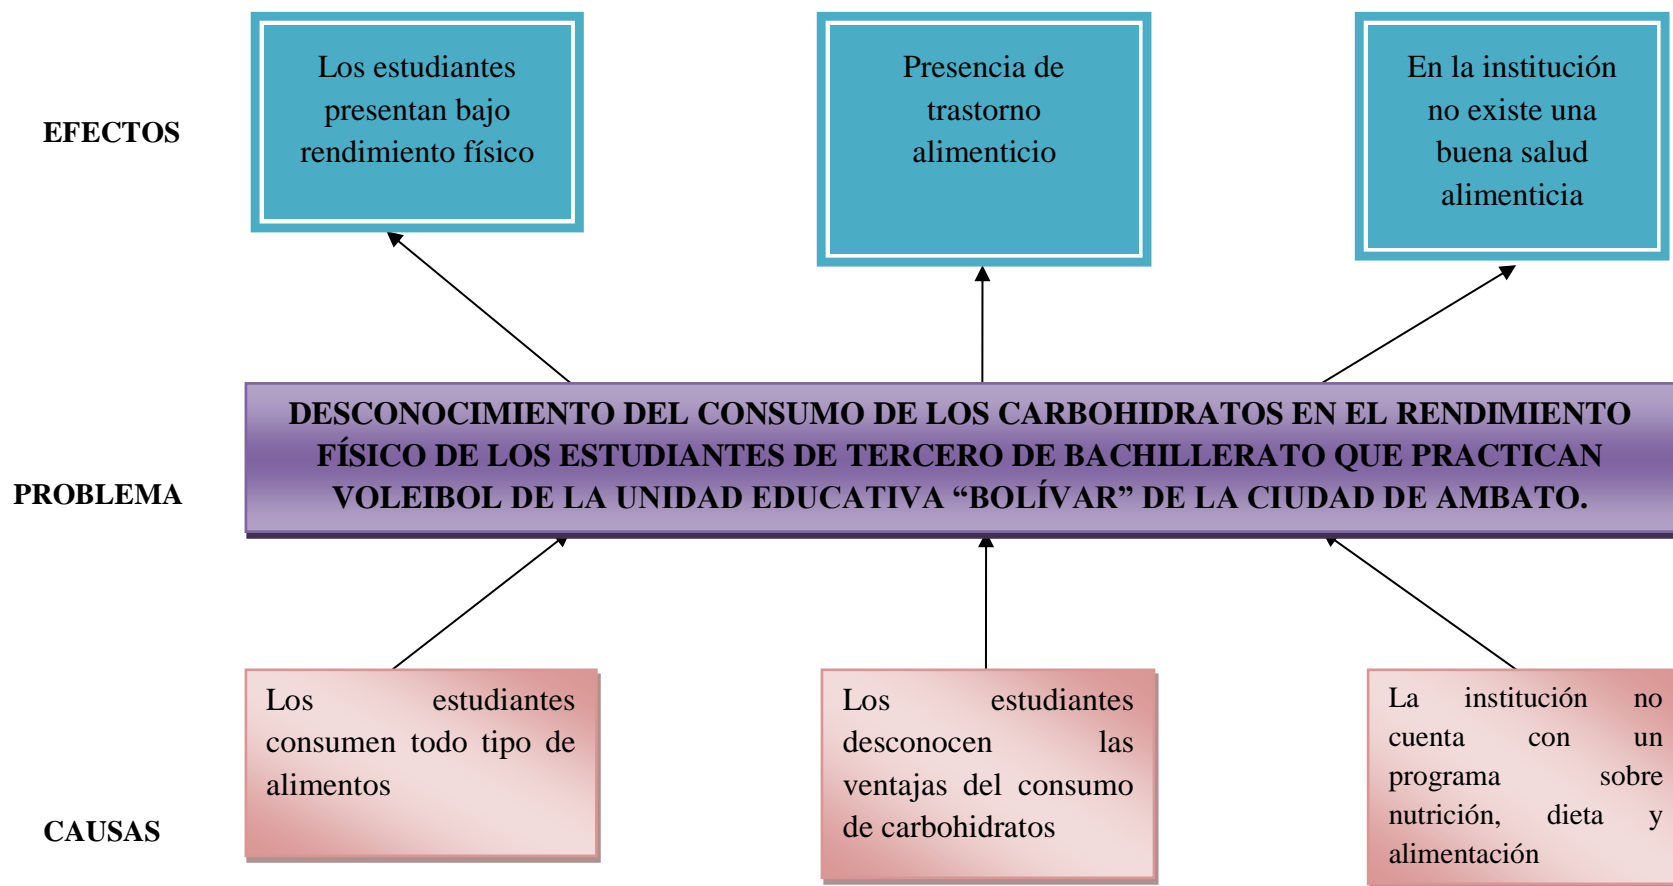 EFECTOS
Los estudiantes
presentan bajo
rendimiento físico
Presencia de
trastorno
alimenticio
En la institución
no existe una
buena salud
alimenticia
PROBLEMA
DESCONOCIMIENTO DEL CONSUMO DE LOS CARBOHIDRATOS EN EL RENDIMIENTO
FÍSICO DE LOS ESTUDIANTES DE TERCERO DE BACHILLERATO QUE PRACTICAN
VOLEIBOL DE LA UNIDAD EDUCATIVA “BOLÍVAR” DE LA CIUDAD DE AMBATO.
CAUSAS
Los estudiantes
consumen todo tipo de
alimentos
Los estudiantes
desconocen las
ventajas del consumo
de carbohidratos
La institución no
cuenta con un
programa sobre
nutrición, dieta y
alimentación